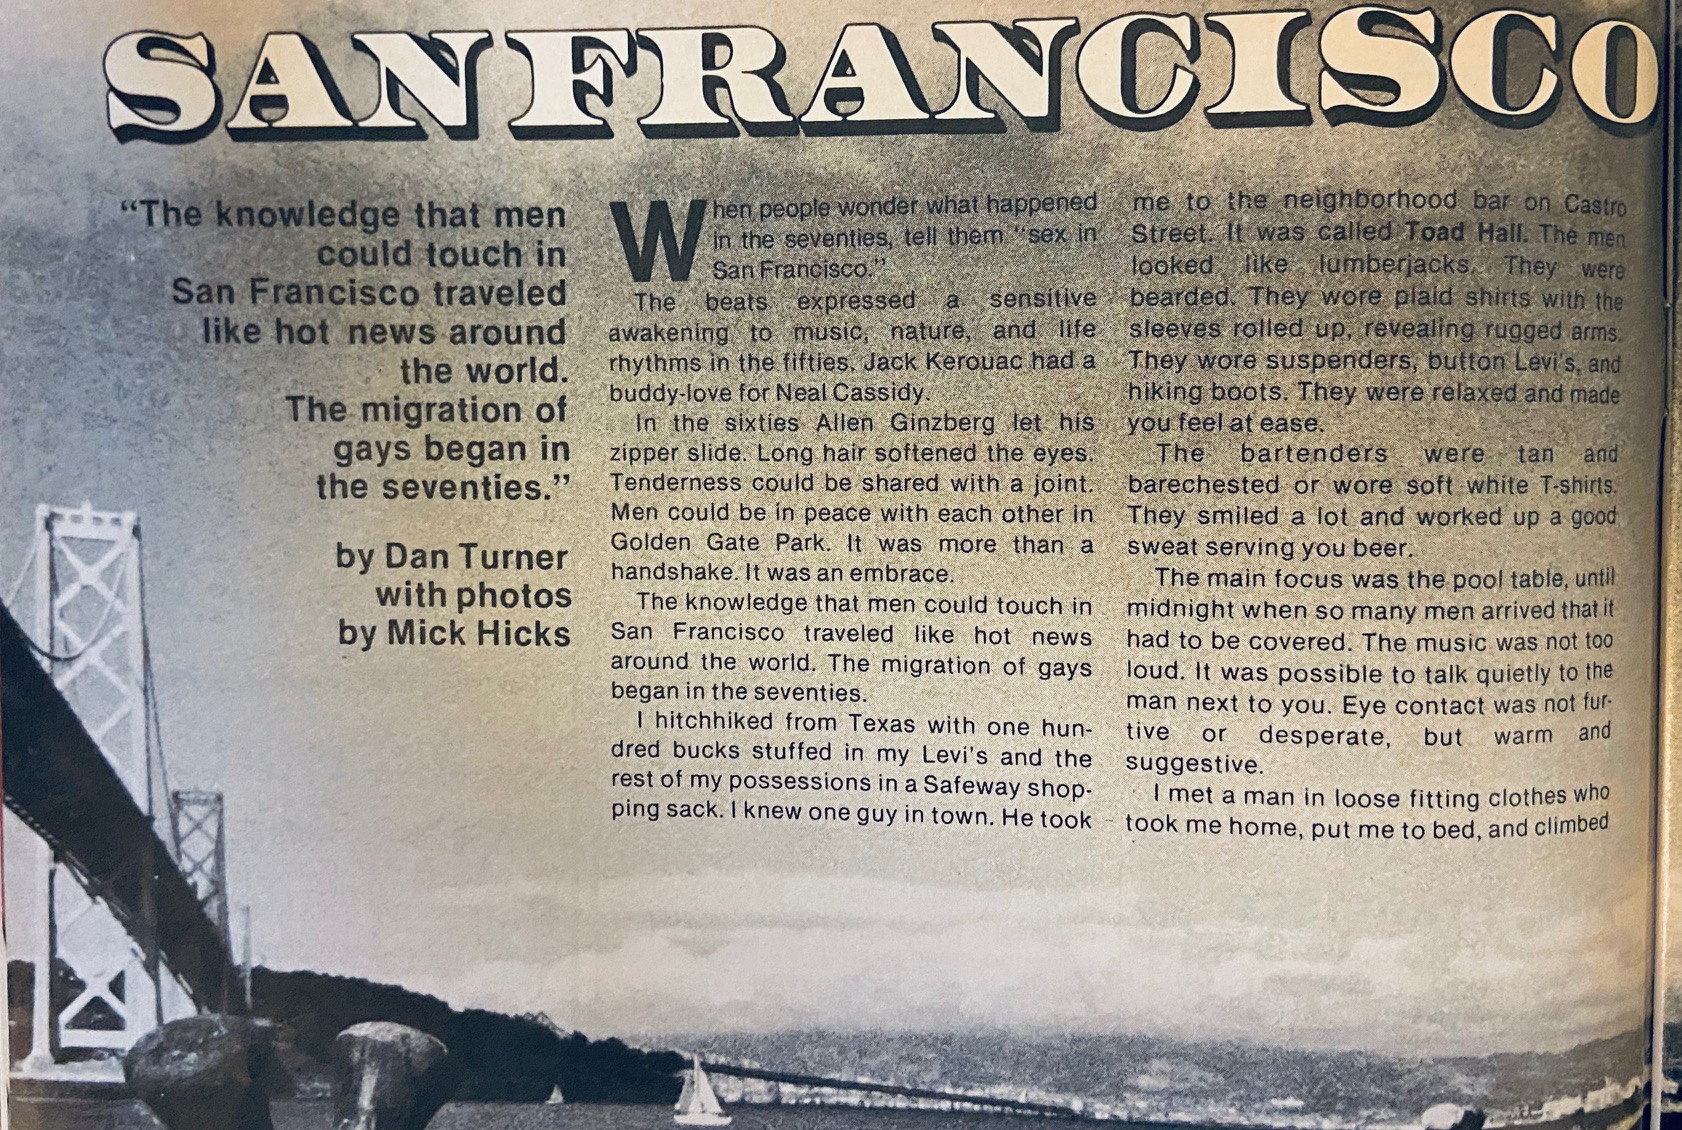 SAN FRANCISCO
“The knowledge that men
could touch in
San Francisco traveled
like hot news around
the world.
The migration of
gays began in
the seventies.”
by Dan Turner
with photos
by Mick Hicks
When people wonder what happened
in the seventies, tell them “sex in
San Francisco.”
The beats expressed a sensitive
awakening to music, nature, and life
rhythms in the fifties. Jack Kerouac had a
buddy-love for Neal Cassidy.
In the sixties Allen Ginzberg let his
zipper slide. Long hair softened the eyes.
Tenderness could be shared with a joint.
Men could be in peace with each other in
Golden Gate Park. It was more than a
handshake. It was an embrace.
The knowledge that men could touch in
San Francisco traveled like hot news
around the world. The migration of gays
began in the seventies.
I hitchhiked from Texas with one hun-
dred bucks stuffed in my Levi's and the
rest of my possessions in a Safeway shop-
ping sack. I knew one guy in town. He took
me to the neighborhood bar on Castro
Street. It was called Toad Hall. The men
looked like lumberjacks. They were
bearded. They wore plaid shirts with the
sleeves rolled up, revealing rugged arms.
They wore suspenders, button Levi's, and
hiking boots. They were relaxed and made
you feel at ease.
The bartenders were tan and
barechested or wore soft white T-shirts.
They smiled a lot and worked up a good
sweat serving you beer.
The main focus was the pool table, until
midnight when so many men arrived that it
had to be covered. The music was not too
loud. It was possible to talk quietly to the
man next to you. Eye contact was not fur-
tive or desperate, but warm and
suggestive.
I met a man in loose fitting clothes who
took me home, put me to bed, and climbed